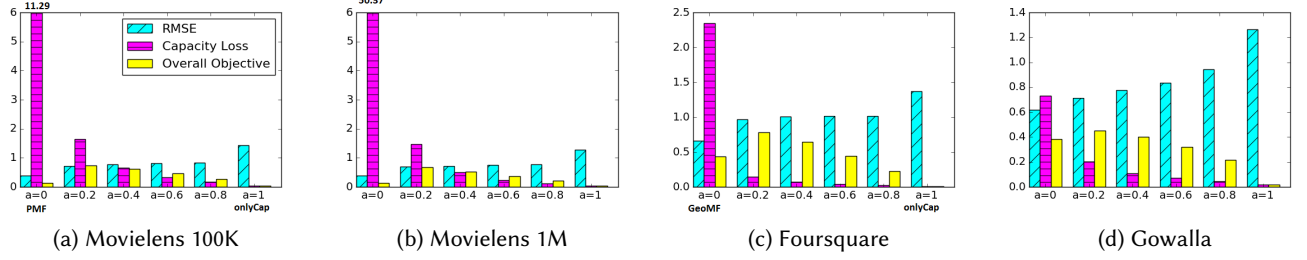 11.29
6
5
4
3
2
1
0
RMSE
Capacity Loss
Overall Objective
a=0 a=0.2 a=0.4 a=0.6 a=0.8 a=1
PMF onlyCap
(a) Movielens 100K
6
5
4
3
2
1
0
a=0 a=0.2 a=0.4 a=0.6 a=0.8 a=1
(b) Movielens 1M
2.5
2.0
1.5
1.0
0.5
0.0
a=0 a=0.2 a=0.4 a=0.6 a=0.8 a=1
GeoMF onlyCap
(c) Foursquare
1.4
1.2
1.0
0.8
0.6
0.4
0.2
0.0
a=0 a=0.2 a=0.4 a=0.6 a=0.8 a=1
(d) Gowalla